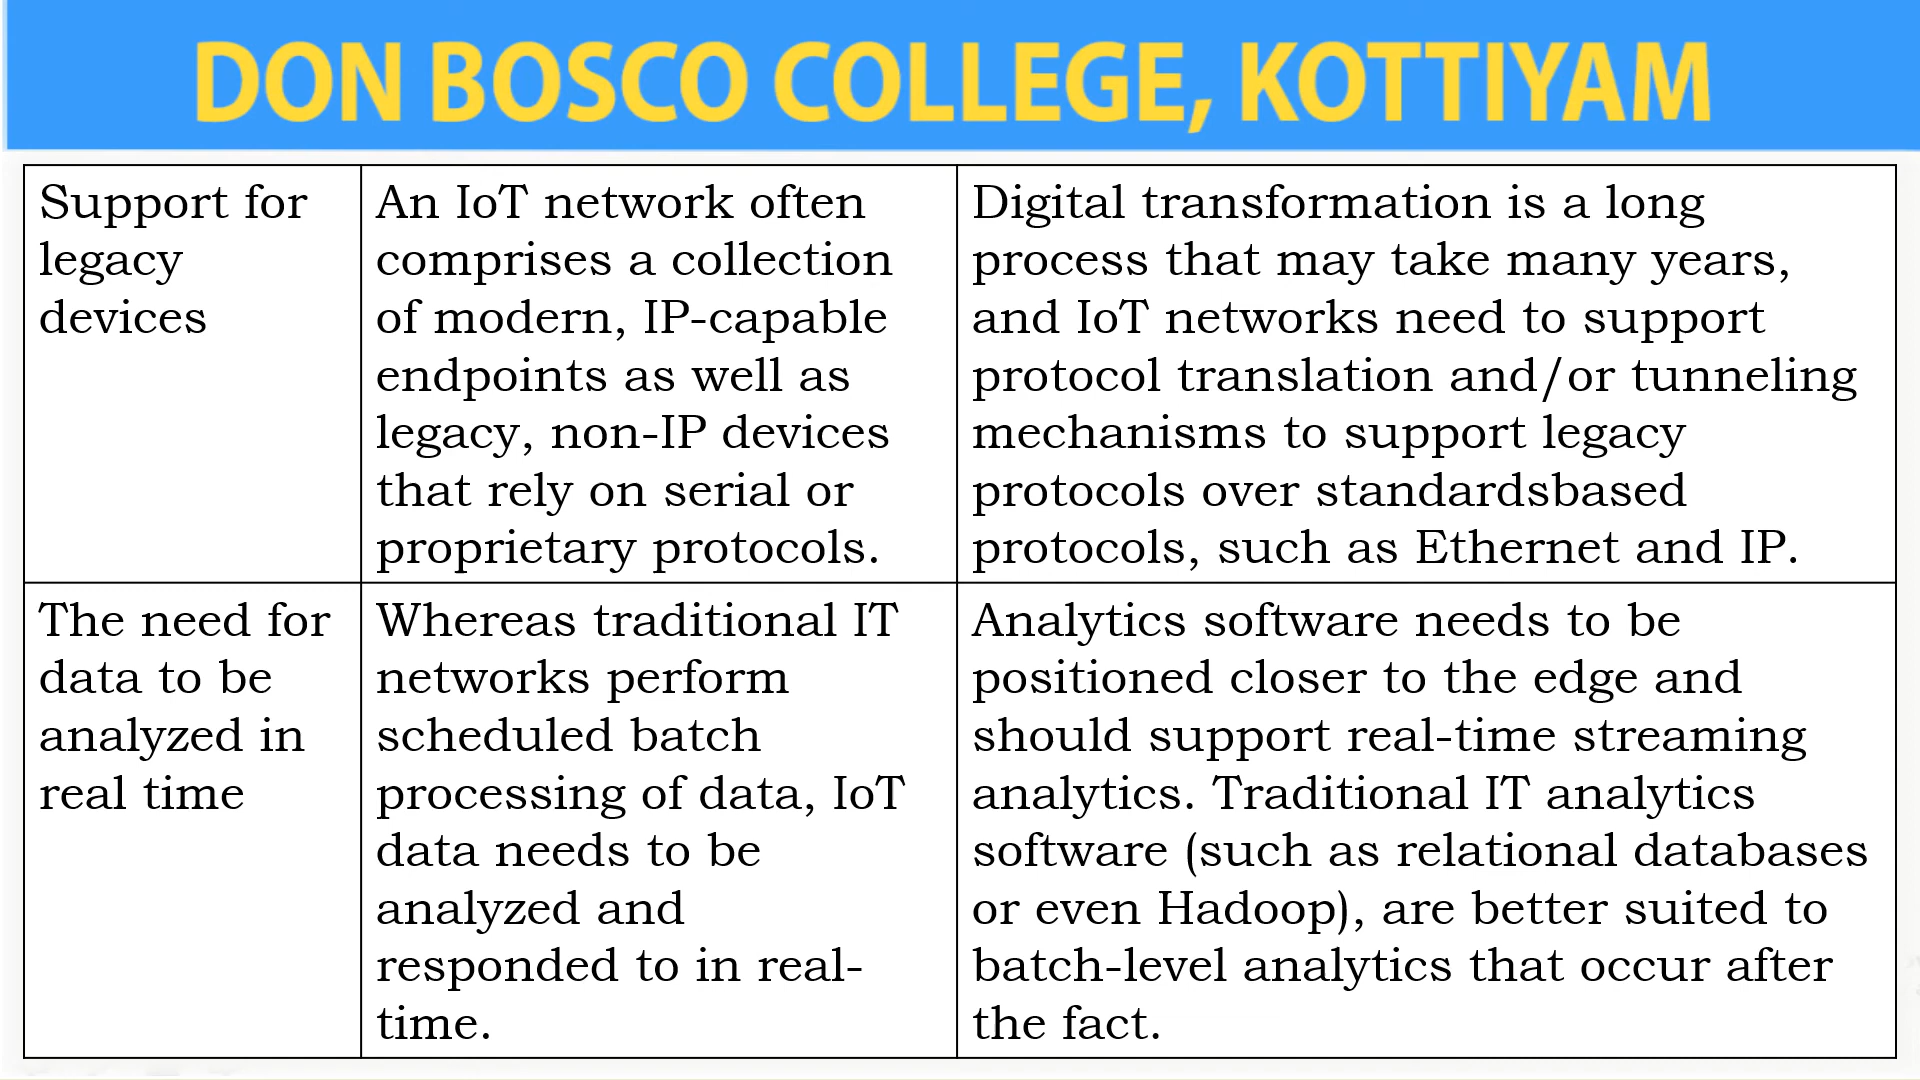 DON BOSCO COLLEGE, KOTTIYAM
Support for
legacy
devices
An IoT network often
comprises a collection
of modern, IP-capable
endpoints as well as
legacy, non-IP devices
that rely on serial or
proprietary protocols.
Digital transformation is a long
process that may take many years,
and IoT networks need to support
protocol translation and/or tunneling
mechanisms to support legacy
protocols over standardsbased
protocols, such as Ethernet and IP.
The need for
data to be
analyzed in
real time
Whereas traditional IT
networks perform
scheduled batch
processing of data, IoT
data needs to be
analyzed and
responded to in real-
time.
Analytics software needs to be
positioned closer to the edge and
should support real-time streaming
analytics. Traditional IT analytics
software (such as relational databases
or even Hadoop), are better suited to
batch-level analytics that occur after
the fact.